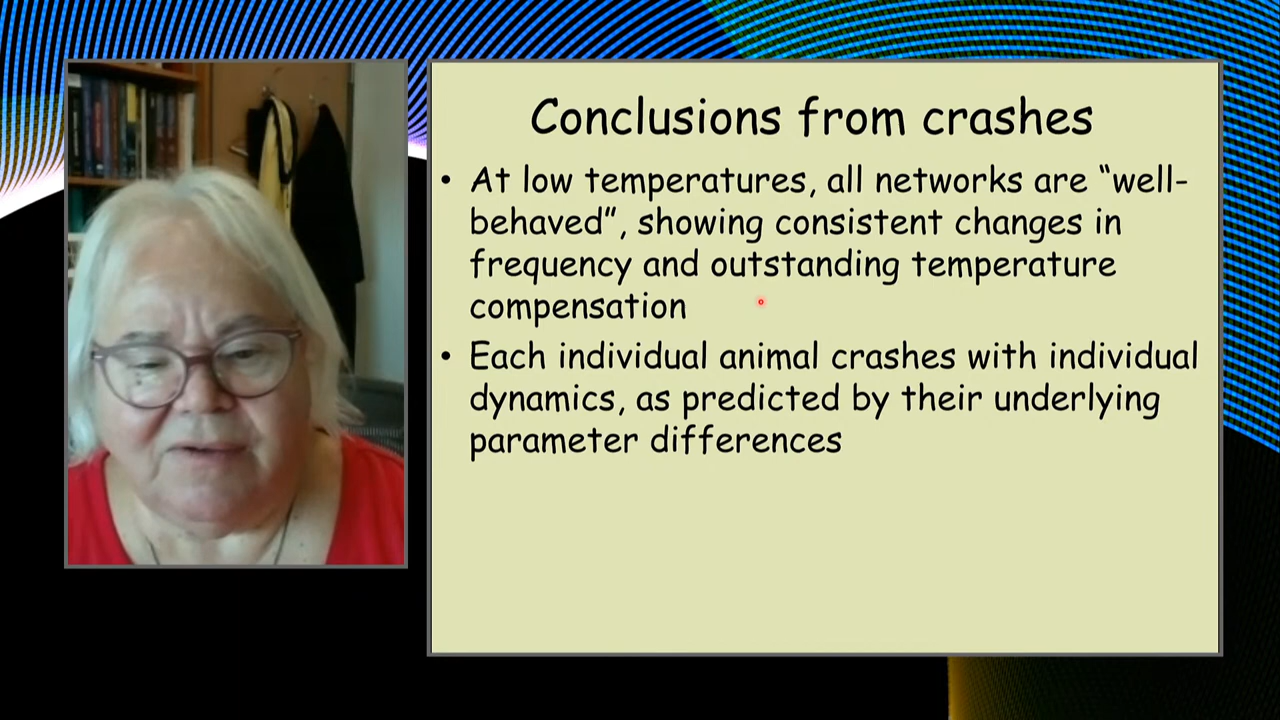 Conclusions from crashes
• At low temperatures, all networks are “well-
behaved”, showing consistent changes in
frequency and outstanding temperature
compensation
• Each individual animal crashes with individual
dynamics, as predicted by their underlying
parameter differences